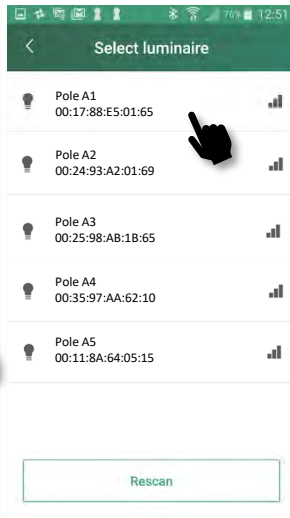 76% 12:51
Select luminaire
Pole A1
00:17:88:E5:01:65
Pole A2
00:24:93:A2:01:69
Pole A3
00:25:98:AB:1B:65
Pole A4
00:35:97:AA:62:10
Pole A5
00:11:8A:64:05:15
Rescan